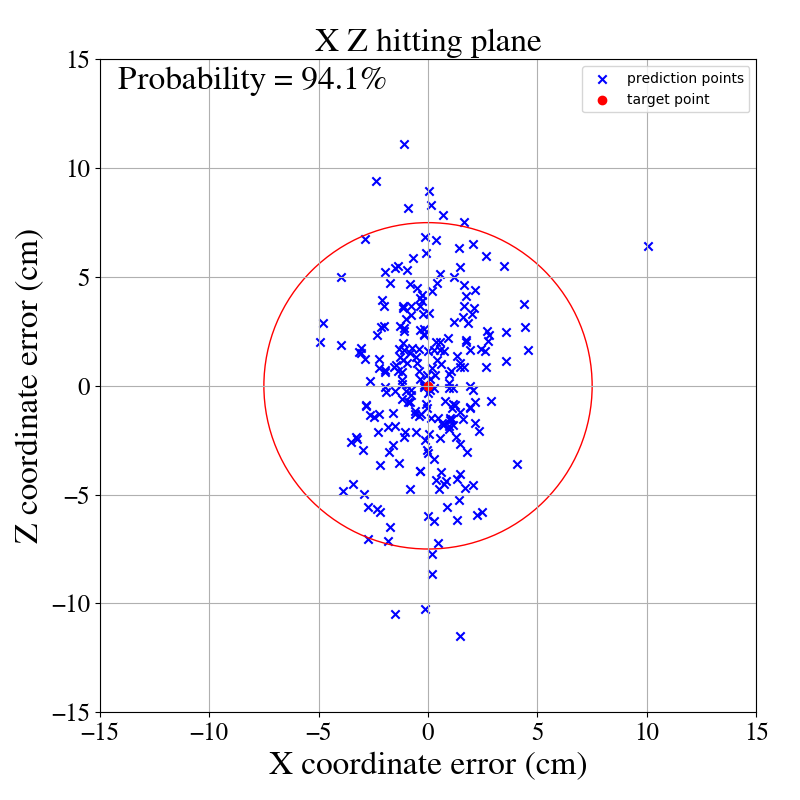 X Z hitting plane
Probability = 94.1%
prediction points
target point
15
10
5
0
−5
−10
−15
−15
−10
−5
0
5
10
15
Z coordinate error (cm)
X coordinate error (cm)